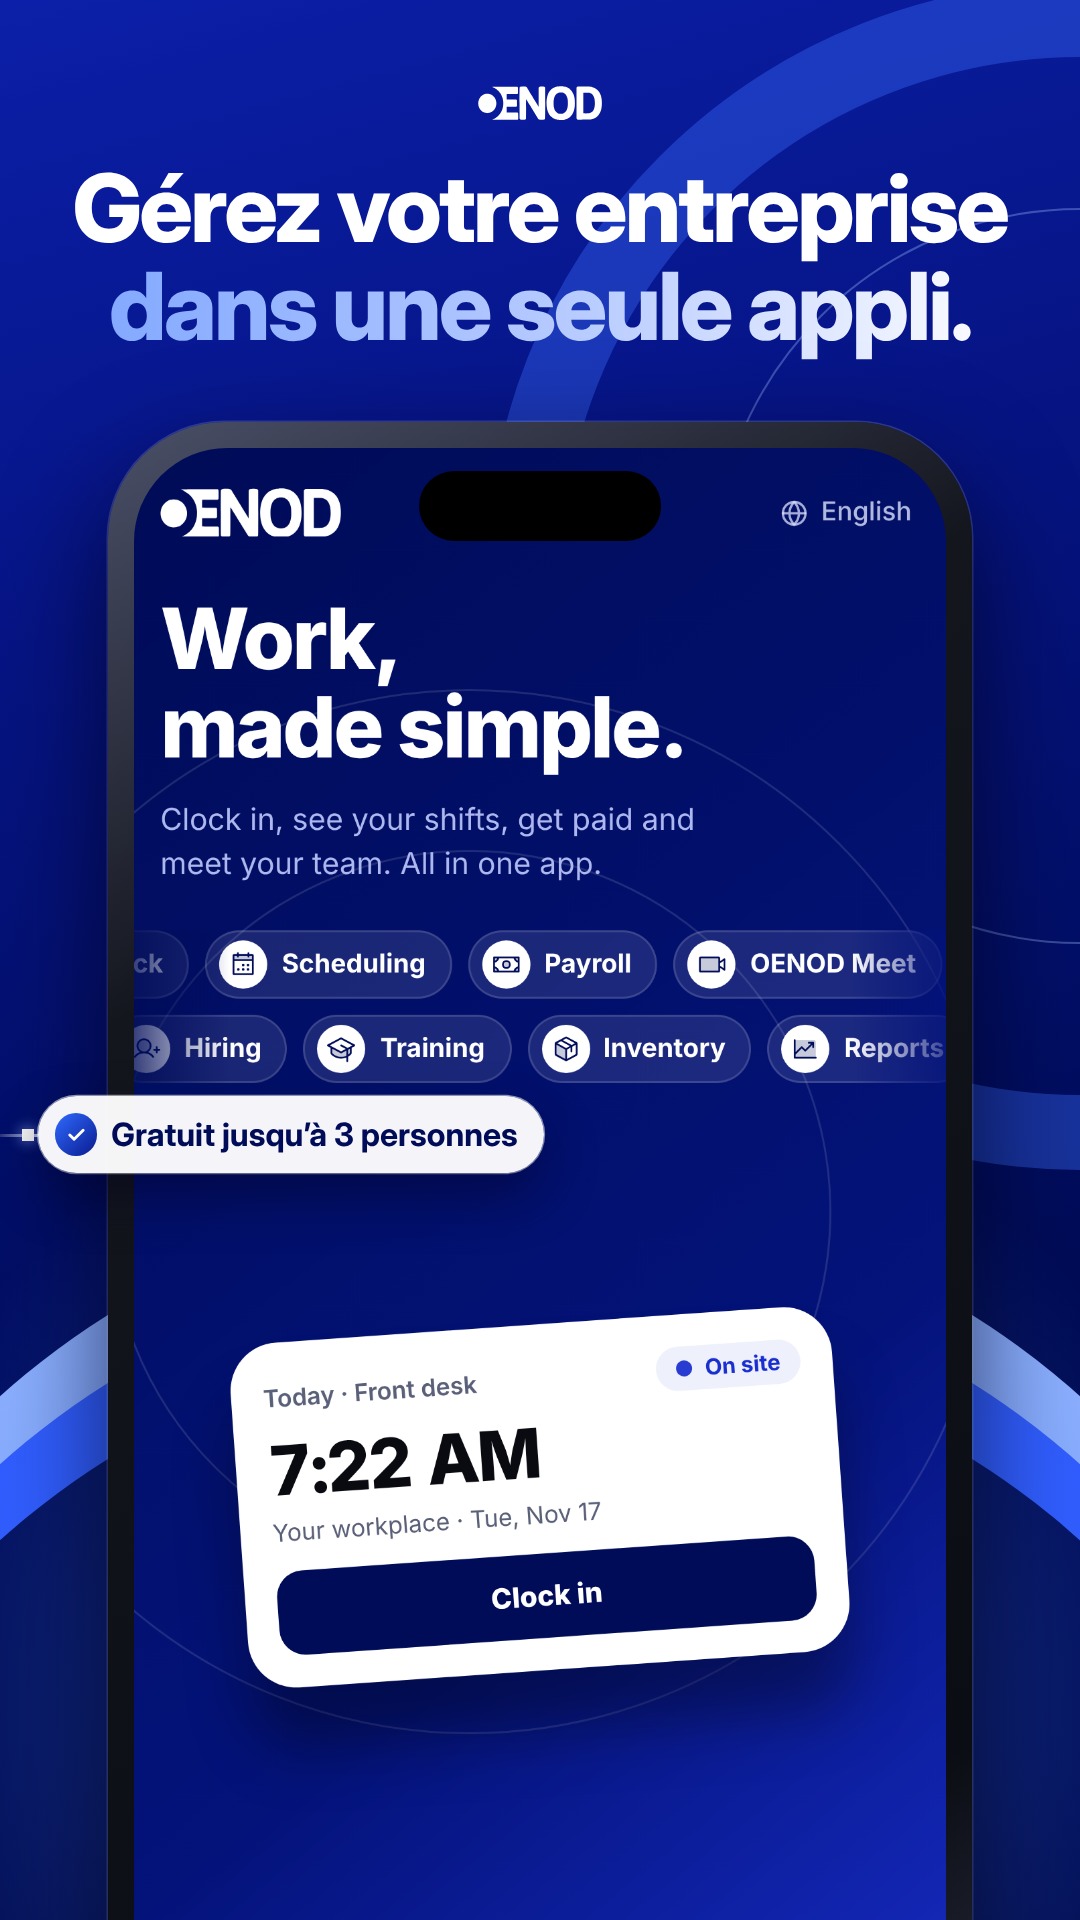 OENOD
Gérez votre entreprise
dans une seule appli.
OENOD
English
Work,
made simple.
Clock in, see your shifts, get paid and
meet your team. All in one app.
ck
Scheduling
Payroll
OENOD Meet
Hiring
Training
Inventory
Reports
Gratuit jusqu’à 3 personnes
On site
Today · Front desk
7:22 AM
Your workplace · Tue, Nov 17
Clock in